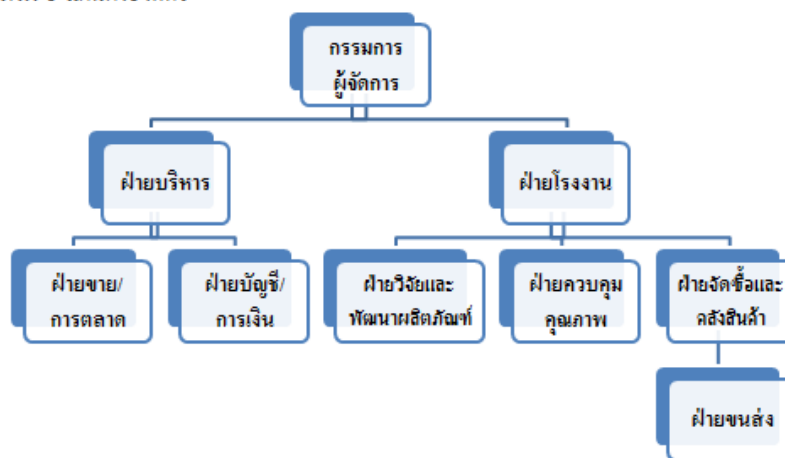 กรรมการ
ผู้จัดการ
ฝ่ายบริหาร
ฝ่ายโรงงาน
ฝ่ายขาย/
การตลาด
ฝ่ายบัญชี/
การเงิน
ฝ่ายวิจัยและ
พัฒนาผลิตภัณฑ์
ฝ่ายควบคุม
คุณภาพ
ฝ่ายจัดซื้อและ
คลังสินค้า
ฝ่ายขนส่ง